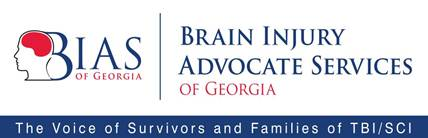 BIAS
OF GEORGIA
BRAIN INJURY
ADVOCATE SERVICES
OF GEORGIA
The Voice of Survivors and Families of TBI/SCI